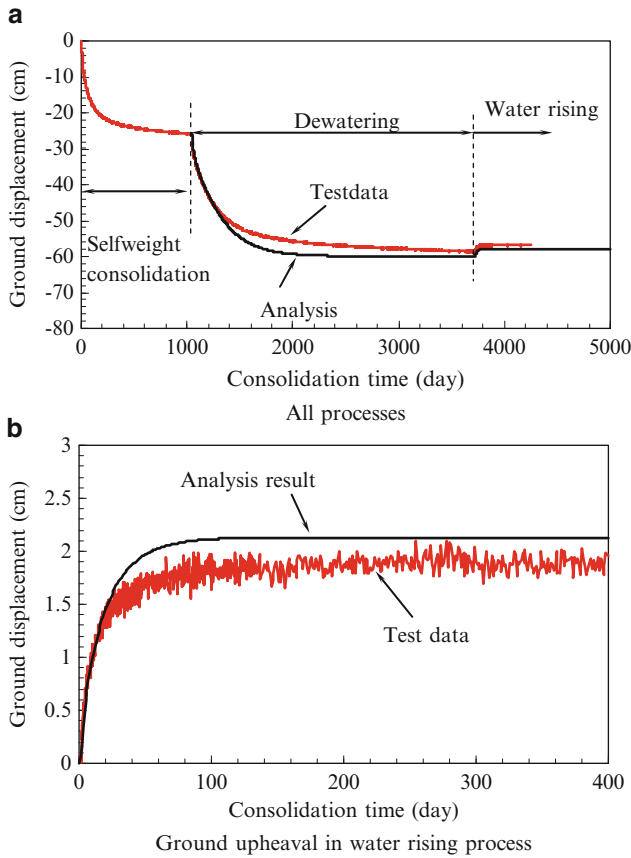 a
0
-10
-20
-30
-40
-50
-60
-70
-80
Ground displacement (cm)
Water rising
Dewatering
Testdata
Selfweight
consolidation
Analysis
0 1000 2000 3000 4000 5000
Consolidation time (day)
All processes
b
3
2.5
2
1.5
1
0.5
0
Ground displacement (cm)
Analysis result
Test data
0 100 200 300 400
Consolidation time (day)
Ground upheaval in water rising process